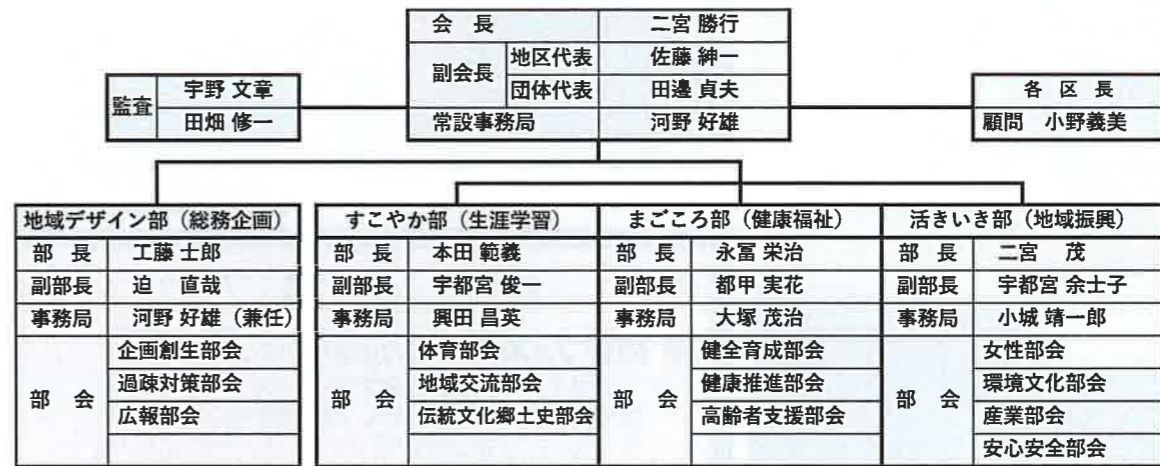 会 長 二宮 勝行
副会長 地区代表 佐藤 紳一
団体代表 田邉 貞夫
常設事務局 河野 好雄
監査 宇野 文章
田畑 修一
各 区 長
顧問 小野義美
地域デザイン部（総務企画）
部 長 工藤 士郎
副部長 迫 直哉
事務局 河野 好雄（兼任）
部 会 企画創生部会
過疎対策部会
広報部会
すこやか部（生涯学習）
部 長 本田 範義
副部長 宇都宮 俊一
事務局 興田 昌英
部 会 体育部会
地域交流部会
伝統文化郷土史部会
まごころ部（健康福祉）
部 長 永冨 栄治
副部長 都甲 実花
事務局 大塚 茂治
部 会 健全育成部会
健康推進部会
高齢者支援部会
活きいき部（地域振興）
部 長 二宮 茂
副部長 宇都宮 余士子
事務局 小城 靖一郎
部 会 女性部会
環境文化部会
産業部会
安心安全部会